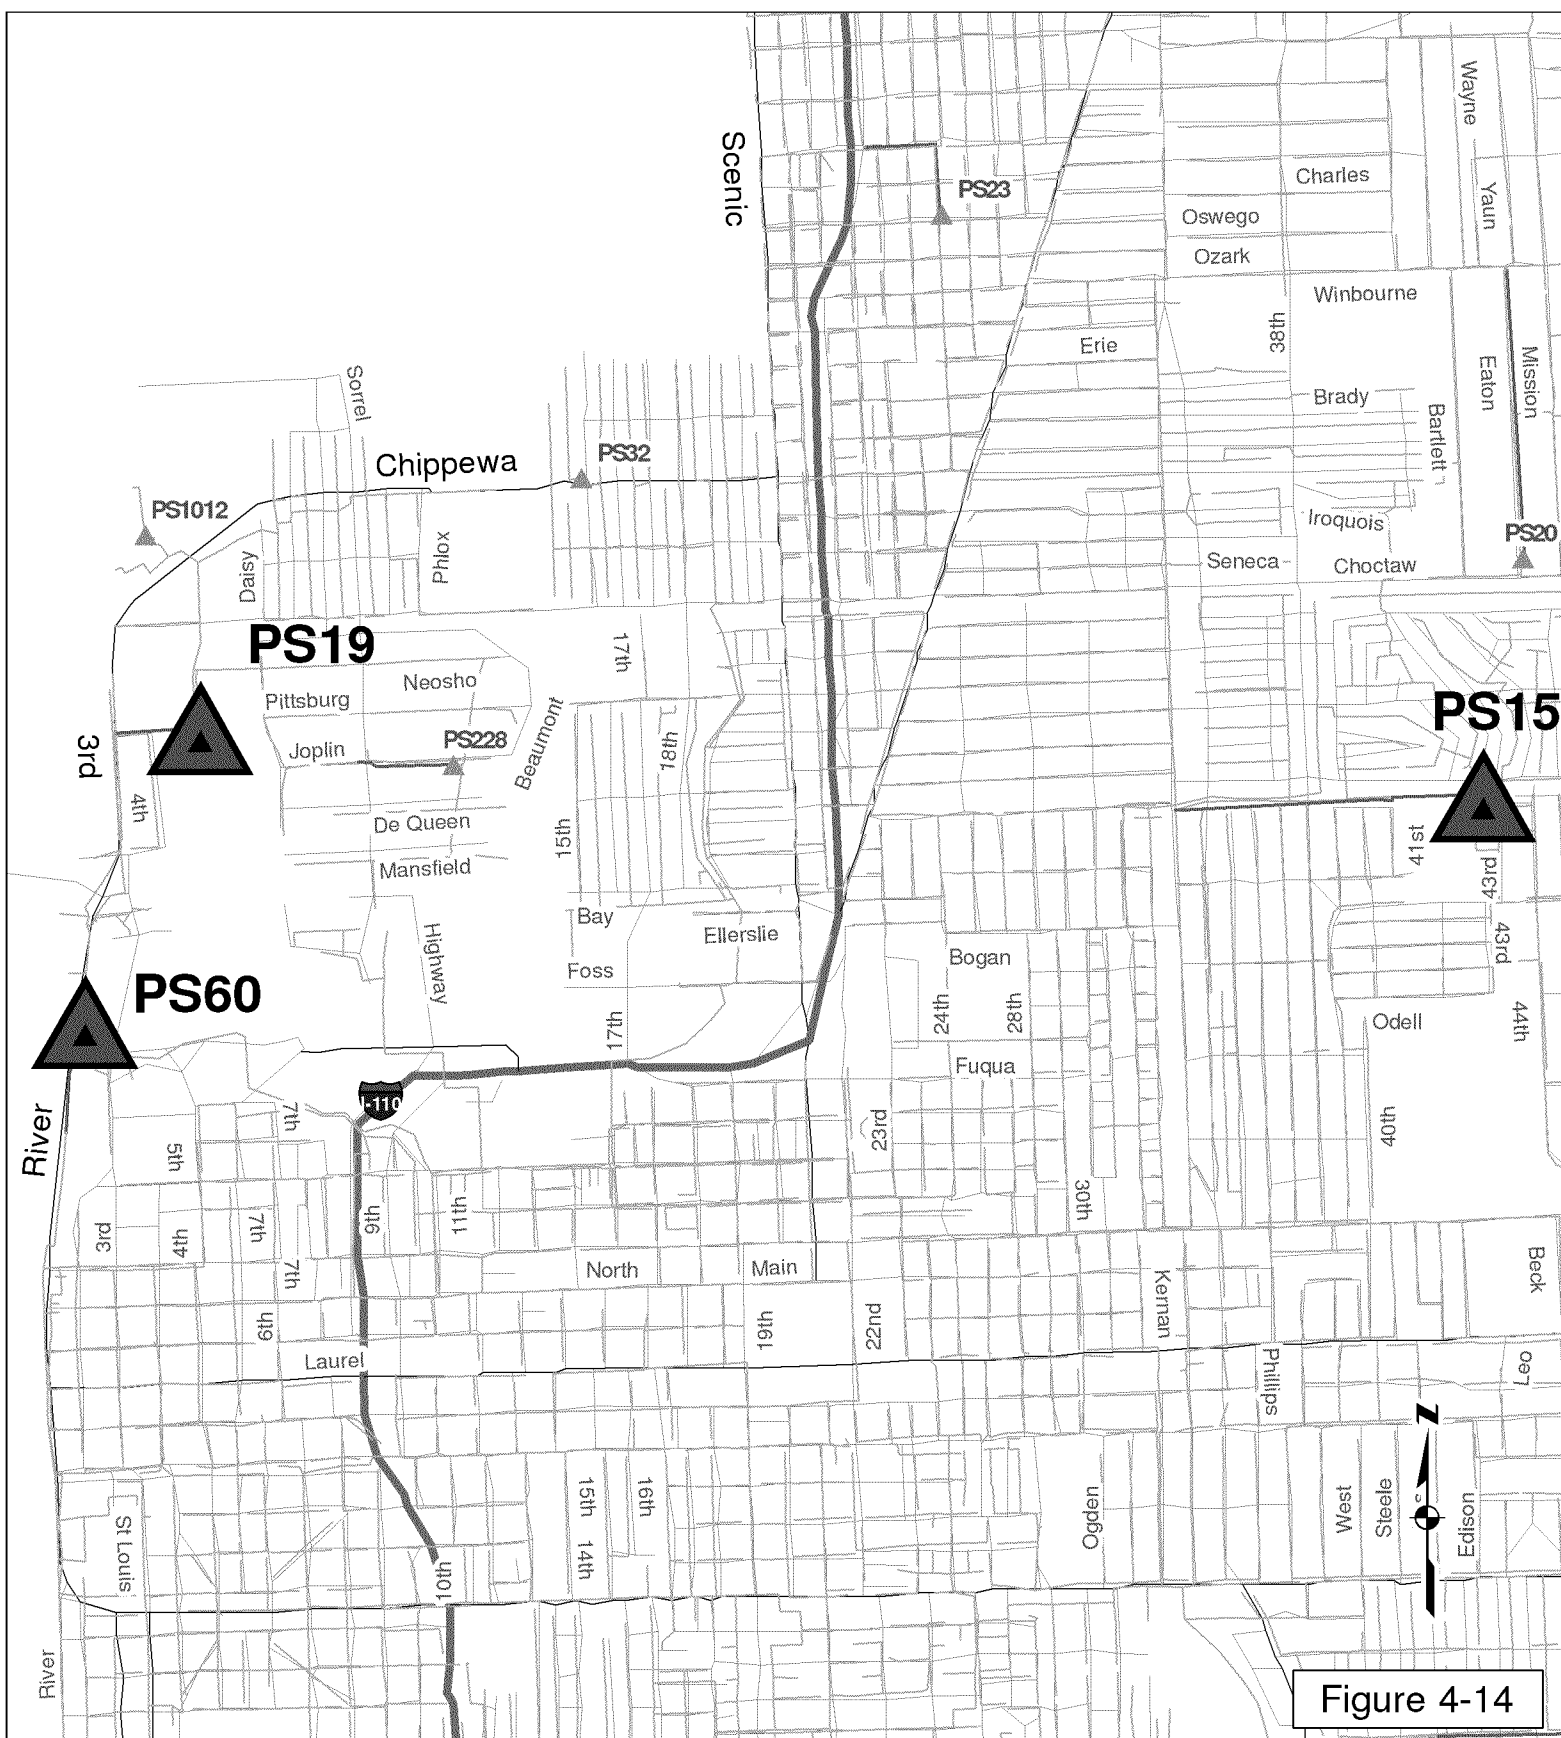 Wayne
Scenic
Charles
PS23
Yaun
Oswego
Ozark
Winbourne
38th
Erie
Mission
Eaton
Sorrel
Brady
Bartlett
Chippewa
PS32
PS1012
Iroquois
PS20
Phlox
Daisy
Seneca
Choctaw
PS19
17th
Neosho
Pittsburg
PS15
3rd
Joplin
PS228
Beaumont
18th
4th
De Queen
15th
41st
Mansfield
43rd
Bay
Ellerslie
Highway
43rd
Bogan
Foss
PS60
24th
28th
17th
Odell
44th
Fuqua
I-110
7th
River
5th
23rd
40th
30th
3rd
4th
7th
9th
11th
North
Main
7th
Beck
Kernan
6th
19th
22nd
Laurel
Leo
Phillips
N
15th
16th
Ogden
West
Steele
S
Edison
St Louis
14th
10th
River
Figure 4-14